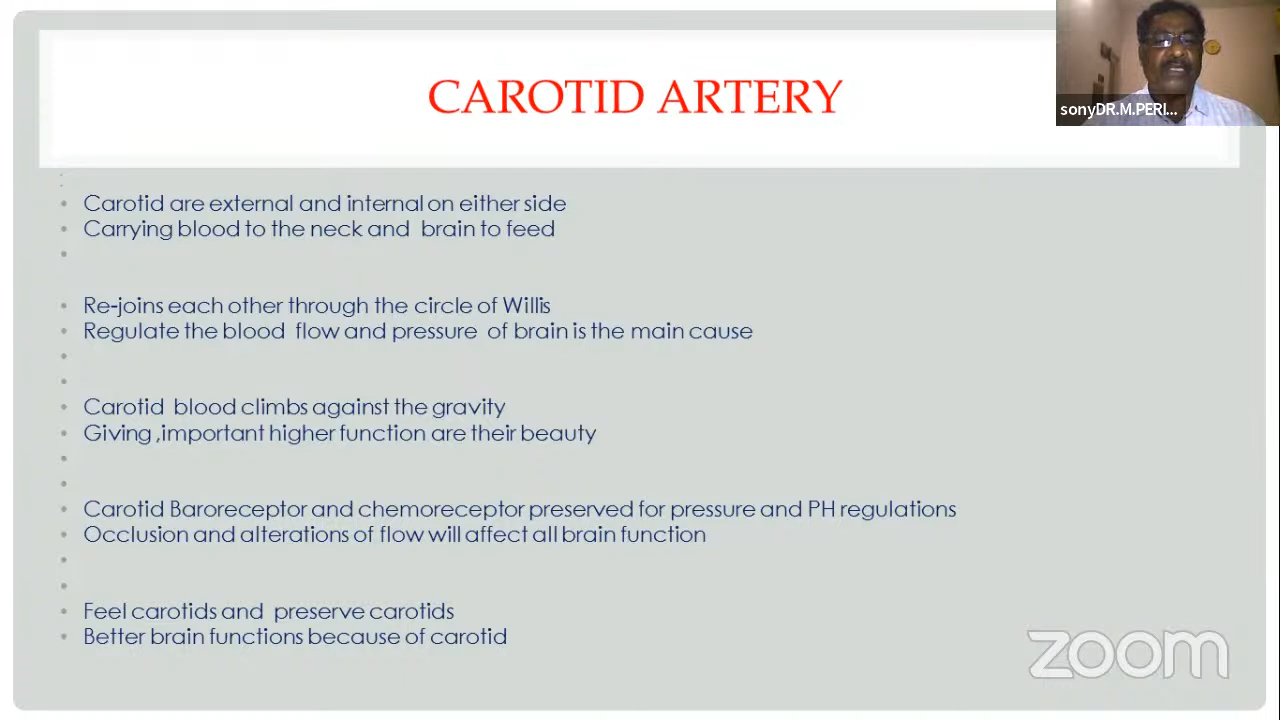 CAROTID ARTERY
sonyDR.M.PERI...
Carotid are external and internal on either side
Carrying blood to the neck and brain to feed
Re-joins each other through the circle of Willis
Regulate the blood flow and pressure of brain is the main cause
Carotid blood climbs against the gravity
Giving ,important higher function are their beauty
Carotid Baroreceptor and chemoreceptor preserved for pressure and PH regulations
Occlusion and alterations of flow will affect all brain function
Feel carotids and preserve carotids
Better brain functions because of carotid
zoom